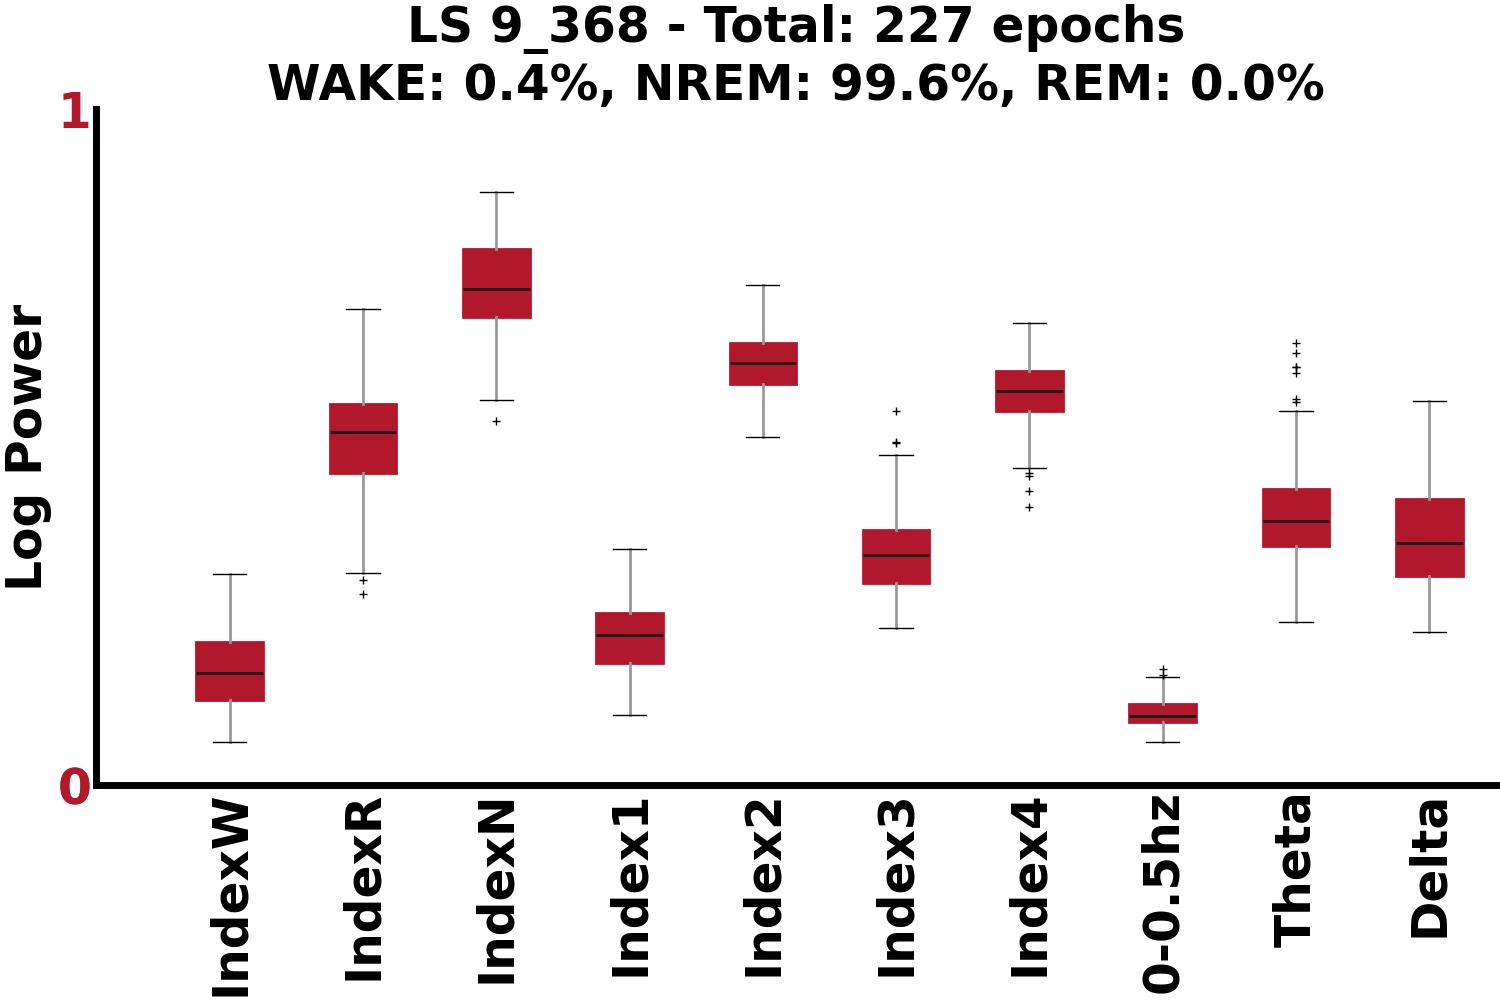 LS 9_368 - Total: 227 epochs
WAKE: 0.4%, NREM: 99.6%, REM: 0.0%
1
Log Power
0
IndexW
IndexR
IndexN
Index1
Index2
Index3
Index4
0-0.5hz
Theta
Delta